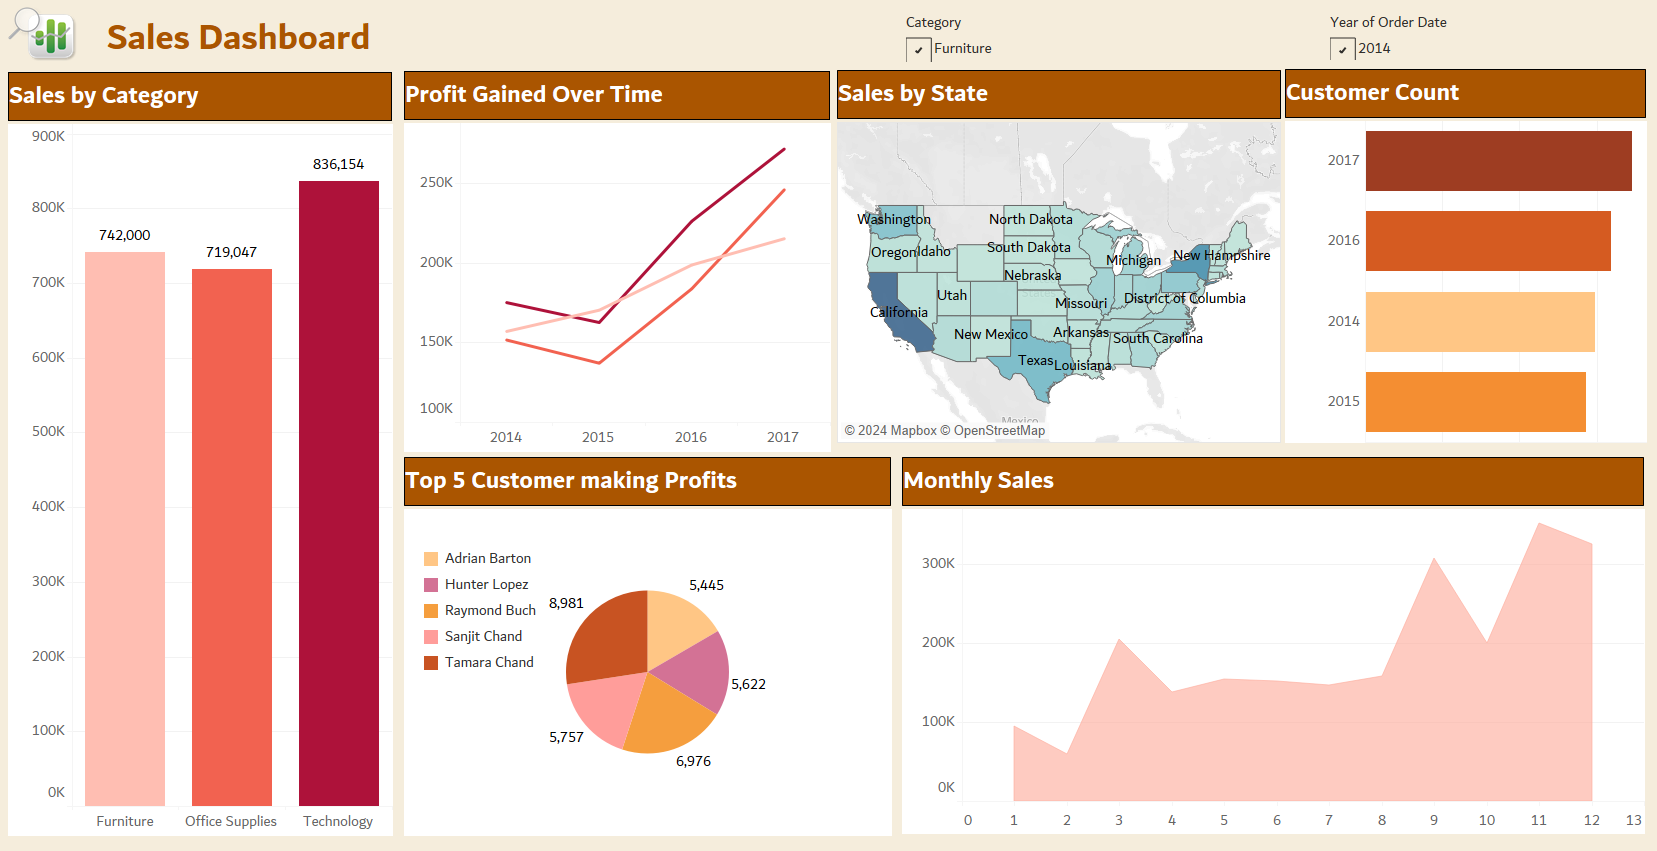 Sales Dashboard
Category
✔ Furniture
Year of Order Date
✔ 2014
Sales by Category
900K
800K
700K
600K
500K
400K
300K
200K
100K
0K
742,000
719,047
836,154
Furniture
Office Supplies
Technology
Profit Gained Over Time
250K
200K
150K
100K
2014
2015
2016
2017
Sales by State
Washington
North Dakota
Oregon
Idaho
South Dakota
Michigan
New Hampshire
Nebraska
Utah
Missouri
District of Columbia
California
New Mexico
Arkansas
South Carolina
Texas
Louisiana
Mexico
© 2024 Mapbox © OpenStreetMap
Customer Count
2017
2016
2014
2015
Top 5 Customer making Profits
Adrian Barton
Hunter Lopez
Raymond Buch
Sanjit Chand
Tamara Chand
5,445
8,981
5,622
5,757
6,976
Monthly Sales
300K
200K
100K
0K
0
1
2
3
4
5
6
7
8
9
10
11
12
13